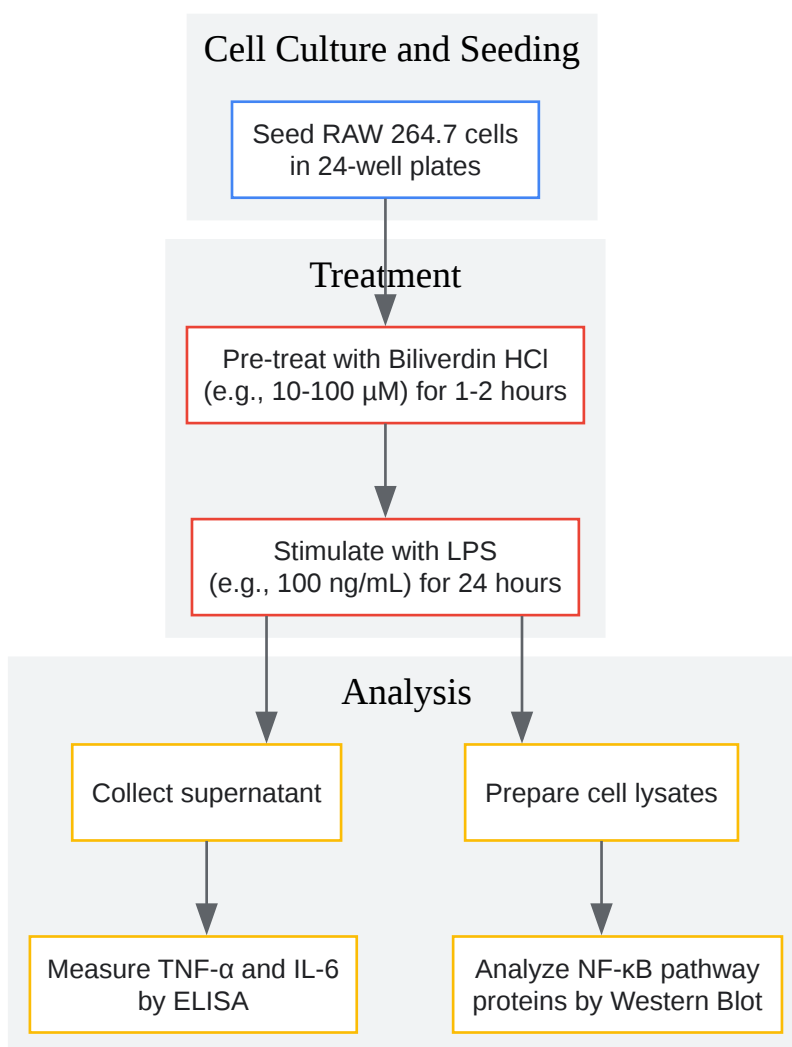 Cell Culture and Seeding
Seed RAW 264.7 cells
in 24-well plates
Treatment
Pre-treat with Biliverdin HCl
(e.g., 10-100 µM) for 1-2 hours
Stimulate with LPS
(e.g., 100 ng/mL) for 24 hours
Analysis
Collect supernatant
Prepare cell lysates
Measure TNF-α and IL-6
by ELISA
Analyze NF-κB pathway
proteins by Western Blot